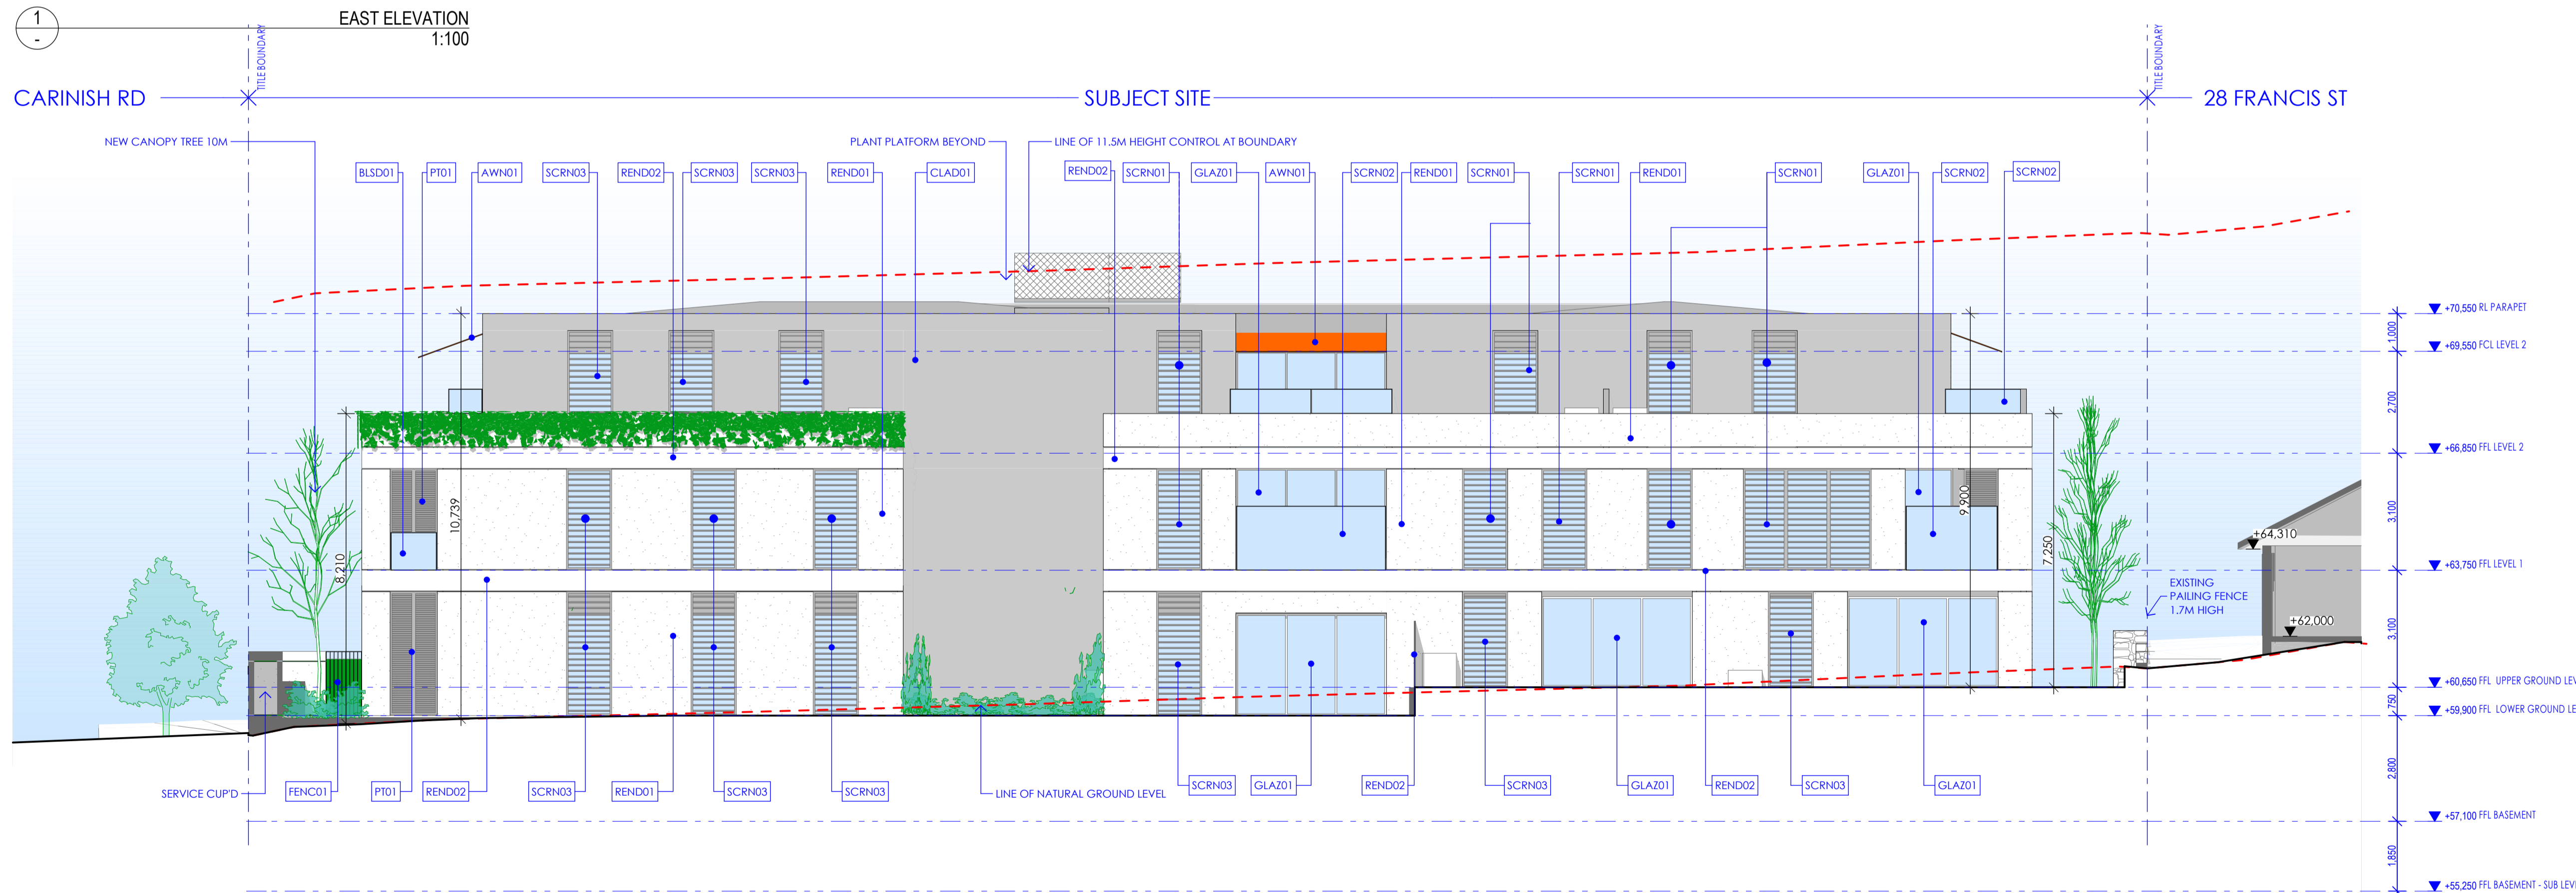 1
-
EAST ELEVATION
1:100
TITLE BOUNDARY
TITLE BOUNDARY
CARINISH RD
SUBJECT SITE
28 FRANCIS ST
NEW CANOPY TREE 10M
PLANT PLATFORM BEYOND
LINE OF 11.5M HEIGHT CONTROL AT BOUNDARY
BLSD01
PT01
AWN01
SCRN03
REND02
SCRN03
SCRN03
REND01
CLAD01
REND02
SCRN01
GLAZ01
AWN01
SCRN02
REND01
SCRN01
SCRN01
REND01
SCRN01
GLAZ01
SCRN02
SCRN02
+70,550 RL PARAPET
1,000
+69,550 FCL LEVEL 2
2,700
+66,850 FFL LEVEL 2
3,100
+63,750 FFL LEVEL 1
3,100
+60,650 FFL UPPER GROUND LEV
750
+59,900 FFL LOWER GROUND LE
2,800
+57,100 FFL BASEMENT
1,850
+55,250 FFL BASEMENT - SUB LEV
8,210
10,739
9,900
7,250
+64,310
+62,000
EXISTING
PAILING FENCE
1.7M HIGH
SERVICE CUP'D
FENC01
PT01
REND02
SCRN03
REND01
SCRN03
SCRN03
LINE OF NATURAL GROUND LEVEL
SCRN03
GLAZ01
REND02
SCRN03
GLAZ01
REND02
SCRN03
GLAZ01